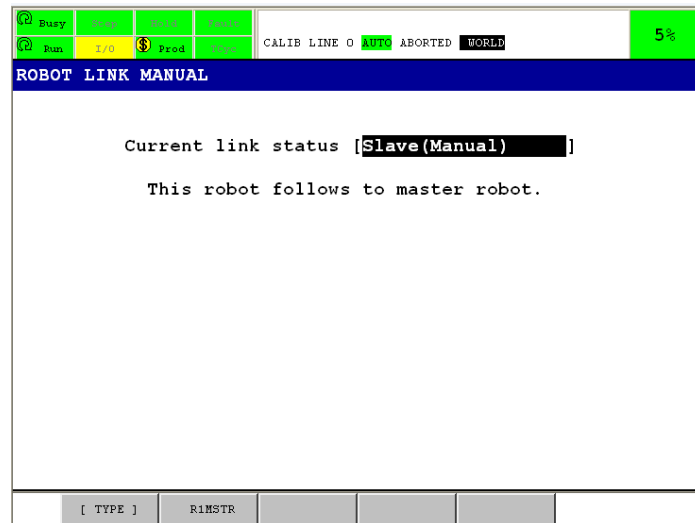 Busy Step Hold Fault
Run I/O Prod TCyc
CALIB LINE 0 AUTO ABORTED WORLD
5%
ROBOT LINK MANUAL
Current link status [Slave(Manual) ]
This robot follows to master robot.
[ TYPE ] R1MSTR